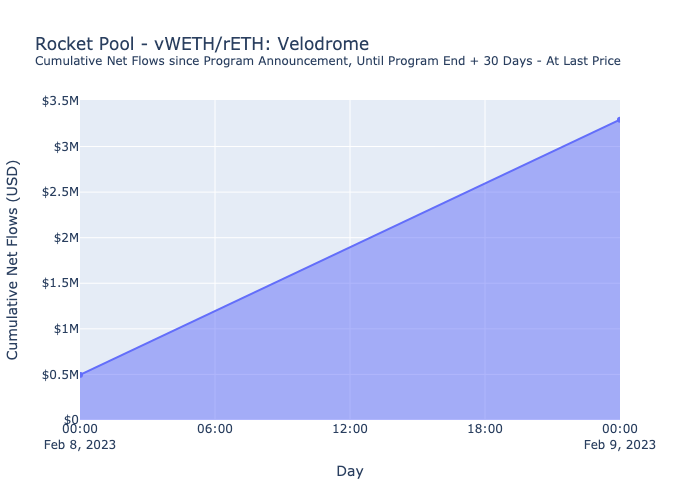 Rocket Pool - vWETH/rETH: Velodrome
Cumulative Net Flows since Program Announcement, Until Program End + 30 Days - At Last Price
$3.5M
$3M
$2.5M
$2M
$1.5M
$1M
$0.5M
$0
Cumulative Net Flows (USD)
00:00 06:00 12:00 18:00 00:00
Feb 8, 2023 Feb 9, 2023
Day